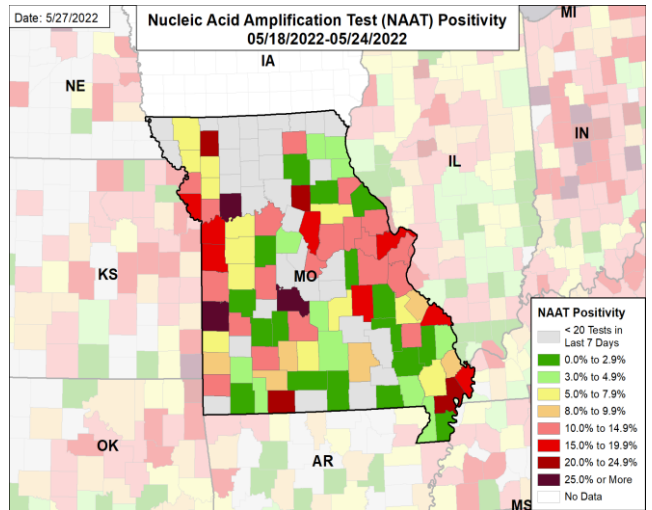 Date: 5/27/2022
Nucleic Acid Amplification Test (NAAT) Positivity
05/18/2022-05/24/2022
MI
IA
NE
IN
IL
KS
MO
OK
AR
MS
NAAT Positivity
< 20 Tests in
Last 7 Days
0.0% to 2.9%
3.0% to 4.9%
5.0% to 7.9%
8.0% to 9.9%
10.0% to 14.9%
15.0% to 19.9%
20.0% to 24.9%
25.0% or More
No Data